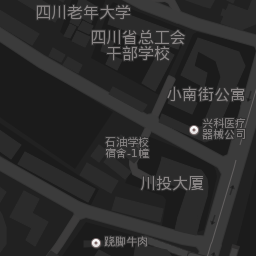 四川老年大学
四川省总工会
干部学校
小南街公寓
兴科医疗
器械公司
石油学校
宿舍-1幢
川投大厦
跷脚牛肉